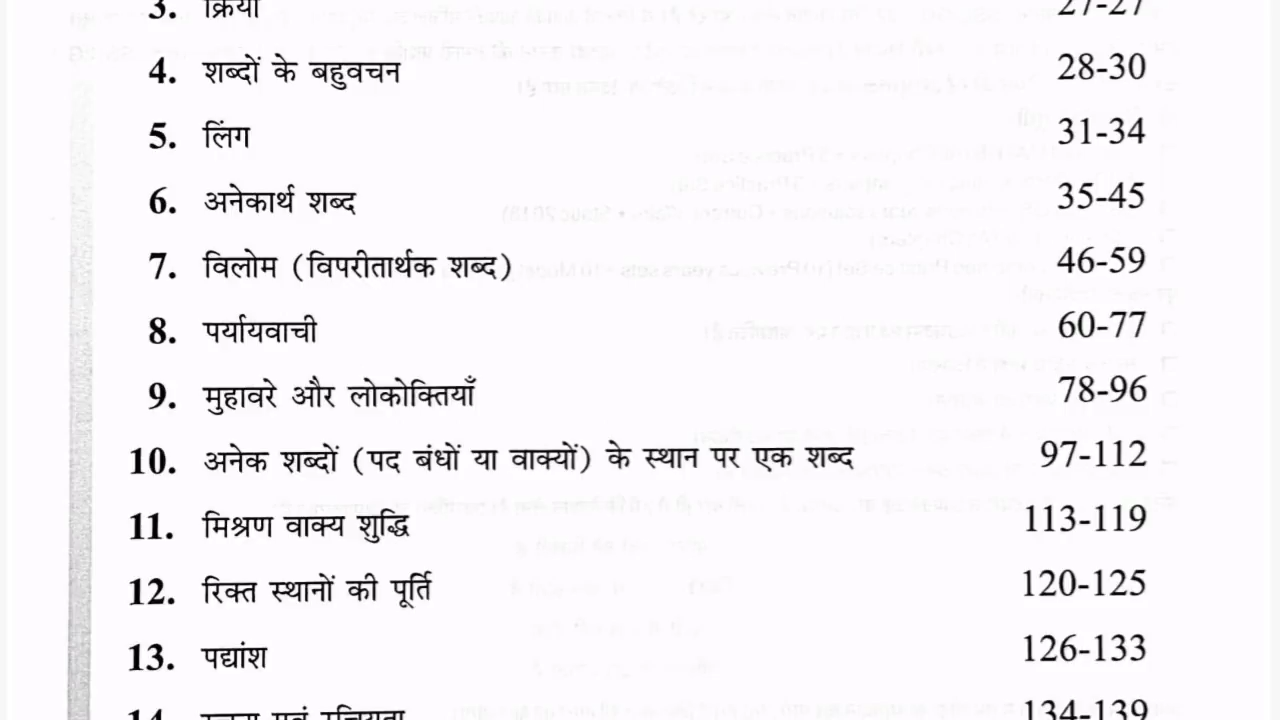 3. क्रिया 27-27
4. शब्दों के बहुवचन 28-30
5. लिंग 31-34
6. अनेकार्थ शब्द 35-45
7. विलोम (विपरीतार्थक शब्द) 46-59
8. पर्यायवाची 60-77
9. मुहावरे और लोकोक्तियाँ 78-96
10. अनेक शब्दों (पद बंधों या वाक्यों) के स्थान पर एक शब्द 97-112
11. मिश्रण वाक्य शुद्धि 113-119
12. रिक्त स्थानों की पूर्ति 120-125
13. पद्यांश 126-133
14. एवं 134-139